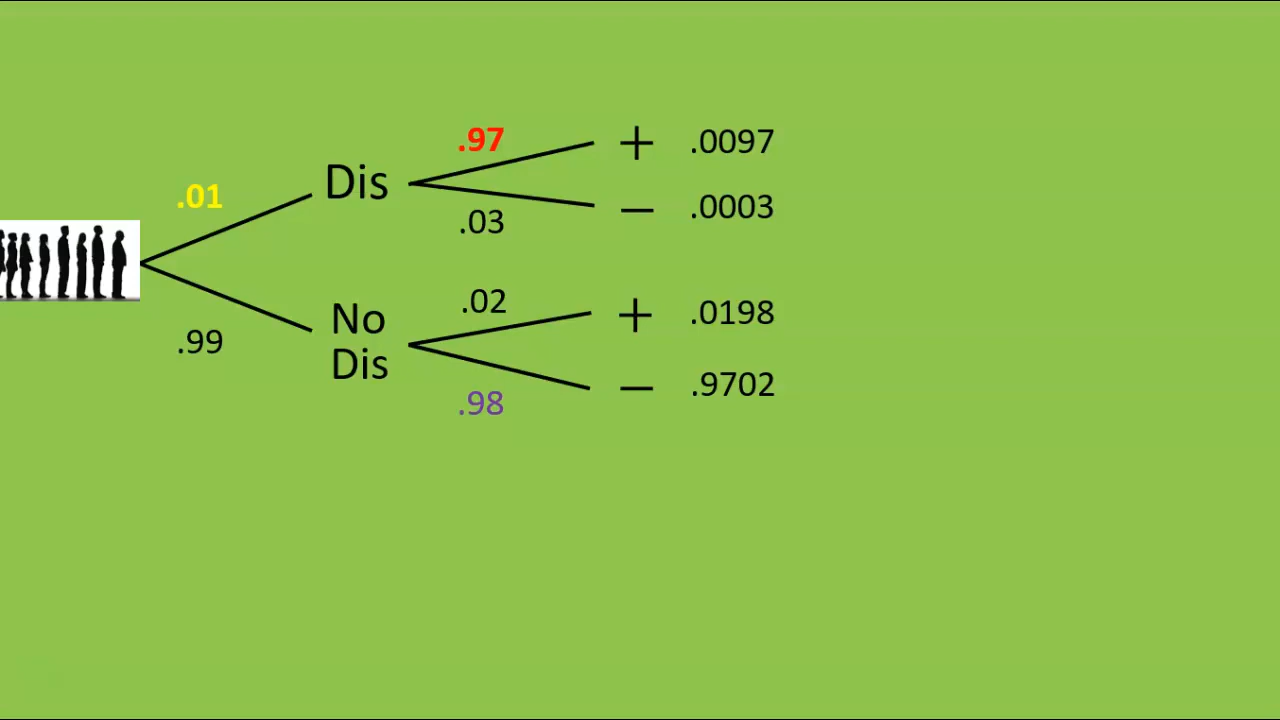 .97 + .0097
.01 Dis
.03 — .0003
.02 + .0198
.99 No
Dis
.98 — .9702